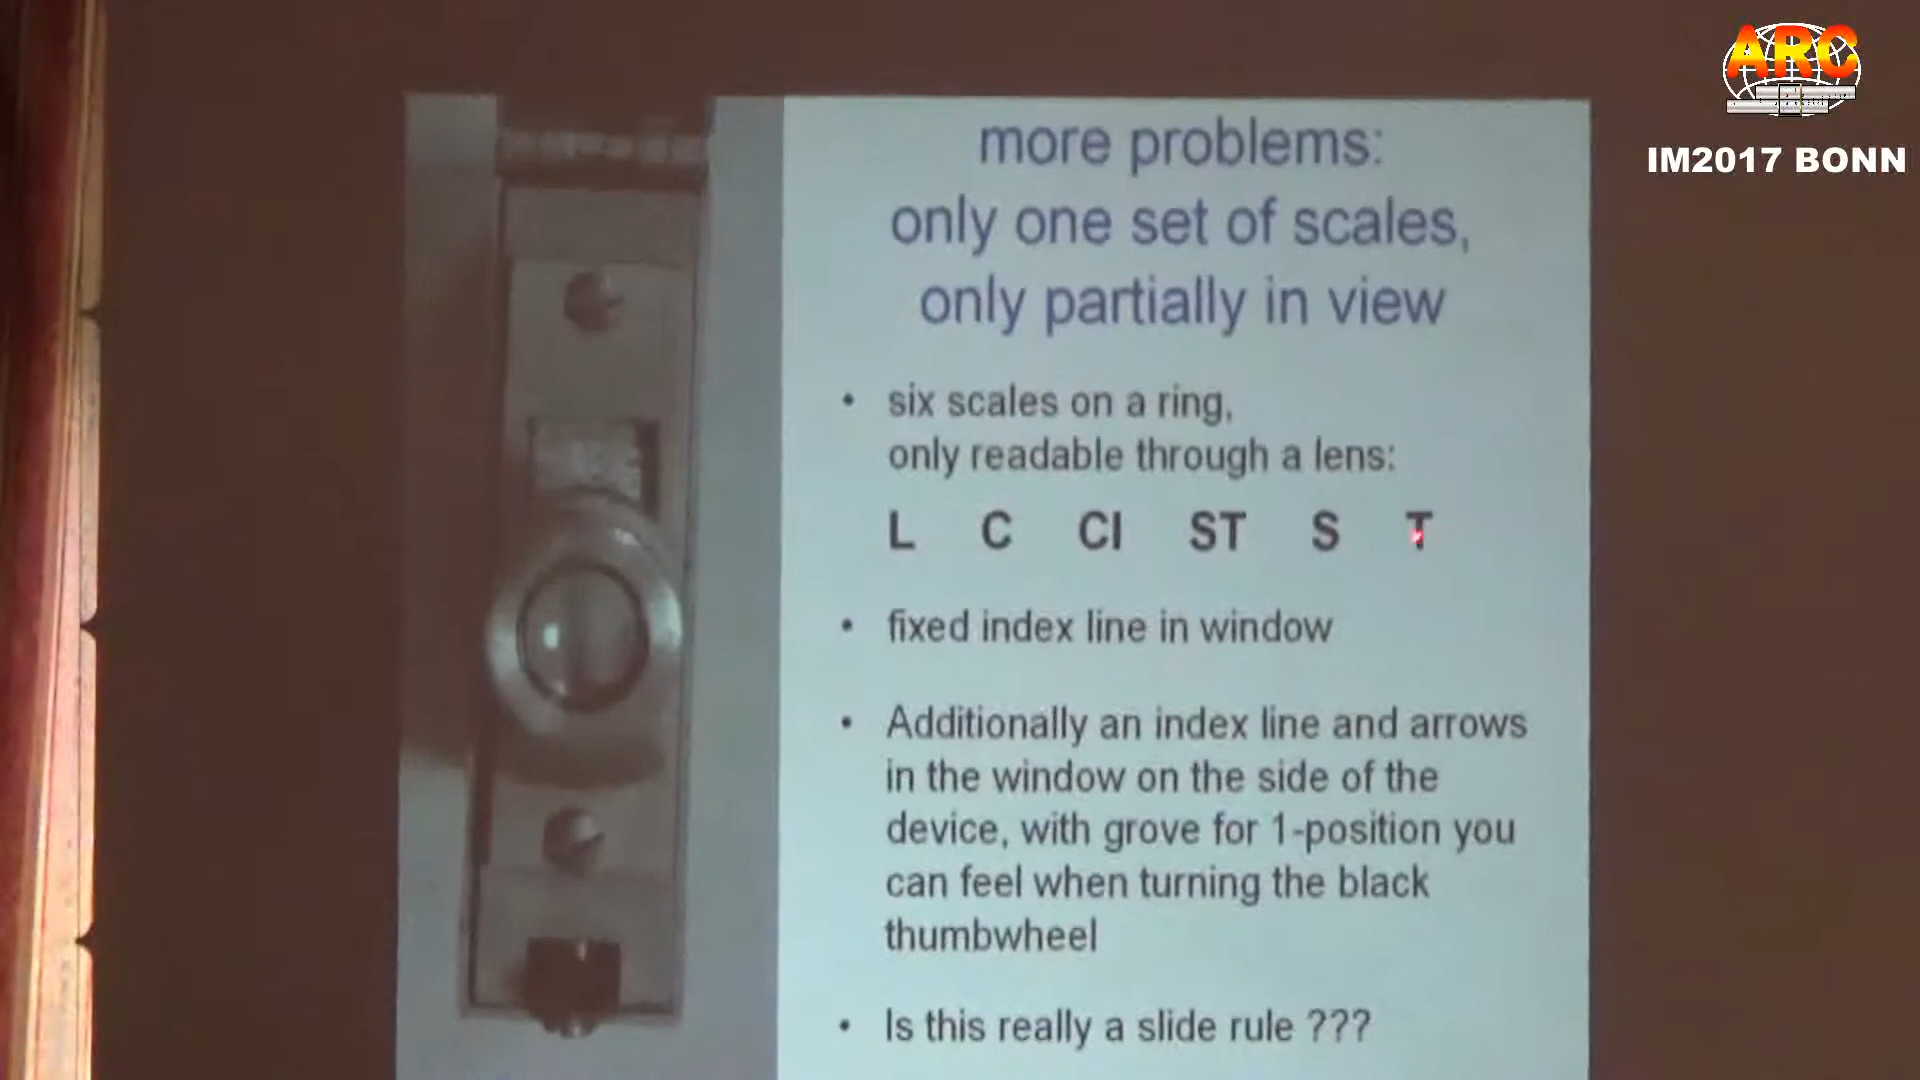 ARC
IM2017 BONN
more problems:
only one set of scales,
only partially in view
• six scales on a ring,
only readable through a lens:
L C CI ST S T
• fixed index line in window
• Additionally an index line and arrows
in the window on the side of the
device, with grove for 1-position you
can feel when turning the black
thumbwheel
• Is this really a slide rule ???